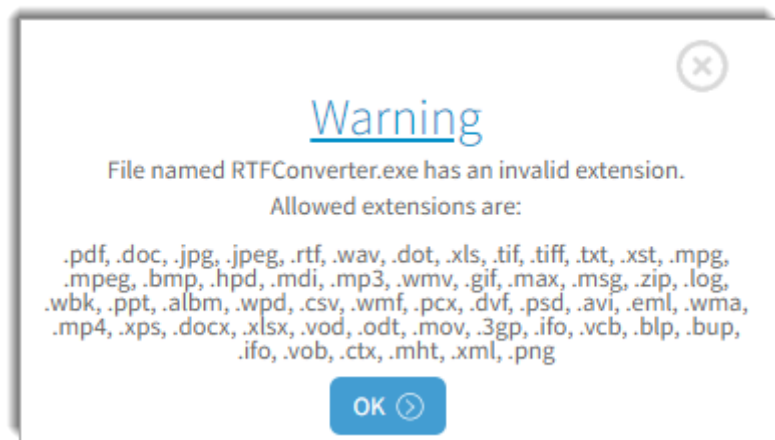 Warning
File named RTFConverter.exe has an invalid extension.
Allowed extensions are:
.pdf, .doc, .jpg, .jpeg, .rtf, .wav, .dot, .xls, .tif, .tiff, .txt, .xst, .mpg,
.mpeg, .bmp, .hpd, .mdi, .mp3, .wmv, .gif, .max, .msg, .zip, .log,
.wbk, .ppt, .albm, .wpd, .csv, .wmf, .pcx, .dvf, .psd, .avi, .eml, .wma,
.mp4, .xps, .docx, .xlsx, .vod, .odt, .mov, .3gp, .ifo, .vcb, .blp, .bup,
.ifo, .vob, .ctx, .mht, .xml, .png
OK